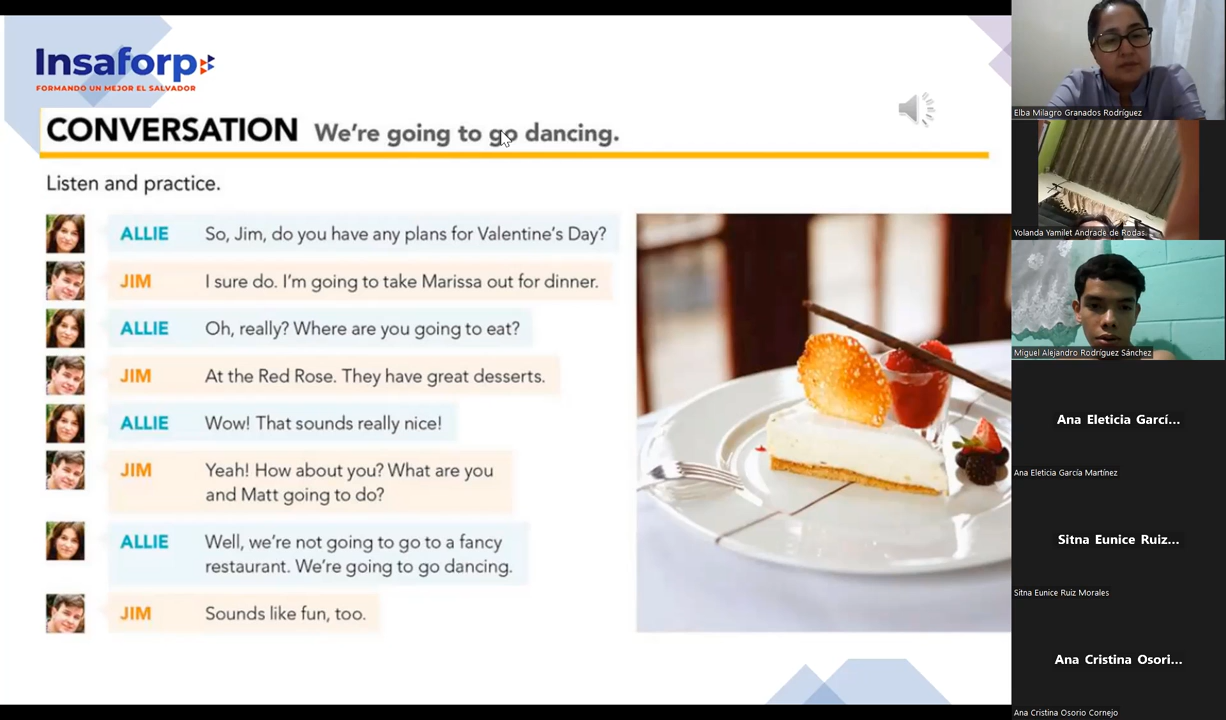 Insaforp
FORMANDO UN MEJOR EL SALVADOR
CONVERSATION We're going to go dancing.
Listen and practice.
ALLIE So, Jim, do you have any plans for Valentine's Day?
JIM I sure do. I'm going to take Marissa out for dinner.
ALLIE Oh, really? Where are you going to eat?
JIM At the Red Rose. They have great desserts.
ALLIE Wow! That sounds really nice!
JIM Yeah! How about you? What are you
and Matt going to do?
ALLIE Well, we're not going to go to a fancy
restaurant. We're going to go dancing.
JIM Sounds like fun, too.
Elba Milagro Granados Rodríguez
Yolanda Yamilet Andrade de Rodas.
Miguel Alejandro Rodríguez Sánchez
Ana Eleticia Garcí...
Ana Eleticia García Martínez
Sitna Eunice Ruiz...
Sitna Eunice Ruiz Morales
Ana Cristina Osori...
Ana Cristina Osorio Cornejo